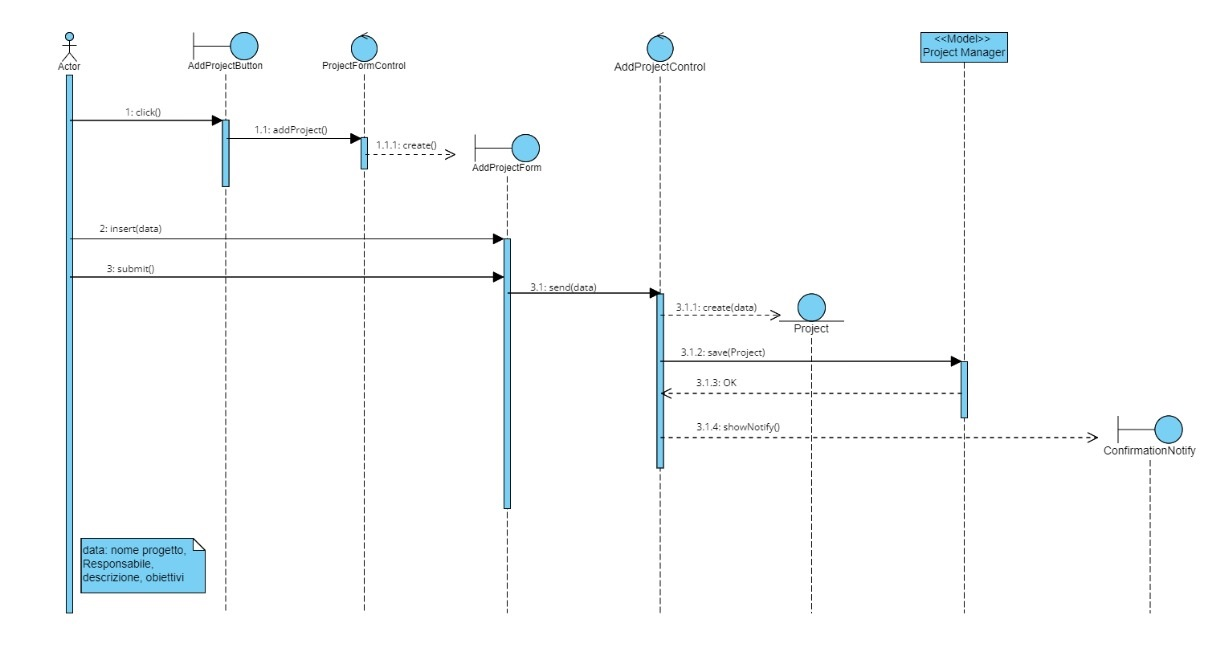 <<Model>>
Project Manager
Actor
AddProjectButton
ProjectFormControl
AddProjectControl
1: click()
1.1: addProject()
1.1.1: create()
AddProjectForm
2: insert(data)
3: submit()
3.1: send(data)
3.1.1: create(data)
Project
3.1.2: save(Project)
3.1.3: OK
3.1.4: showNotify()
ConfirmationNotify
data: nome progetto,
Responsabile,
descrizione, obiettivi